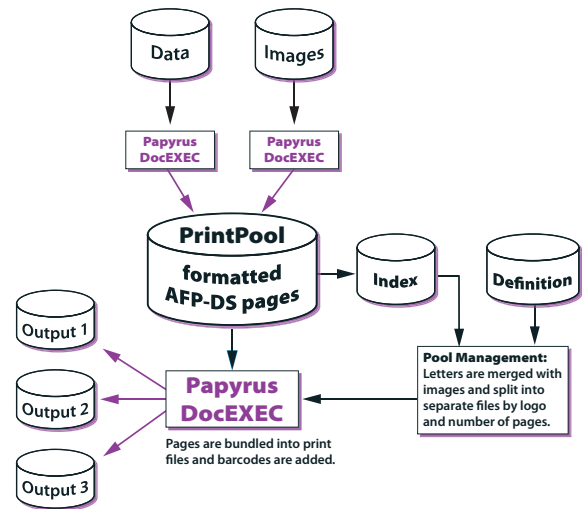 Data
Images
Papyrus
DocEXEC
Papyrus
DocEXEC
PrintPool
formatted
AFP-DS pages
Index
Definition
Output 1
Output 2
Output 3
Papyrus
DocEXEC
Pages are bundled into print
files and barcodes are added.
Pool Management:
Letters are merged with
images and split into
separate files by logo
and number of pages.